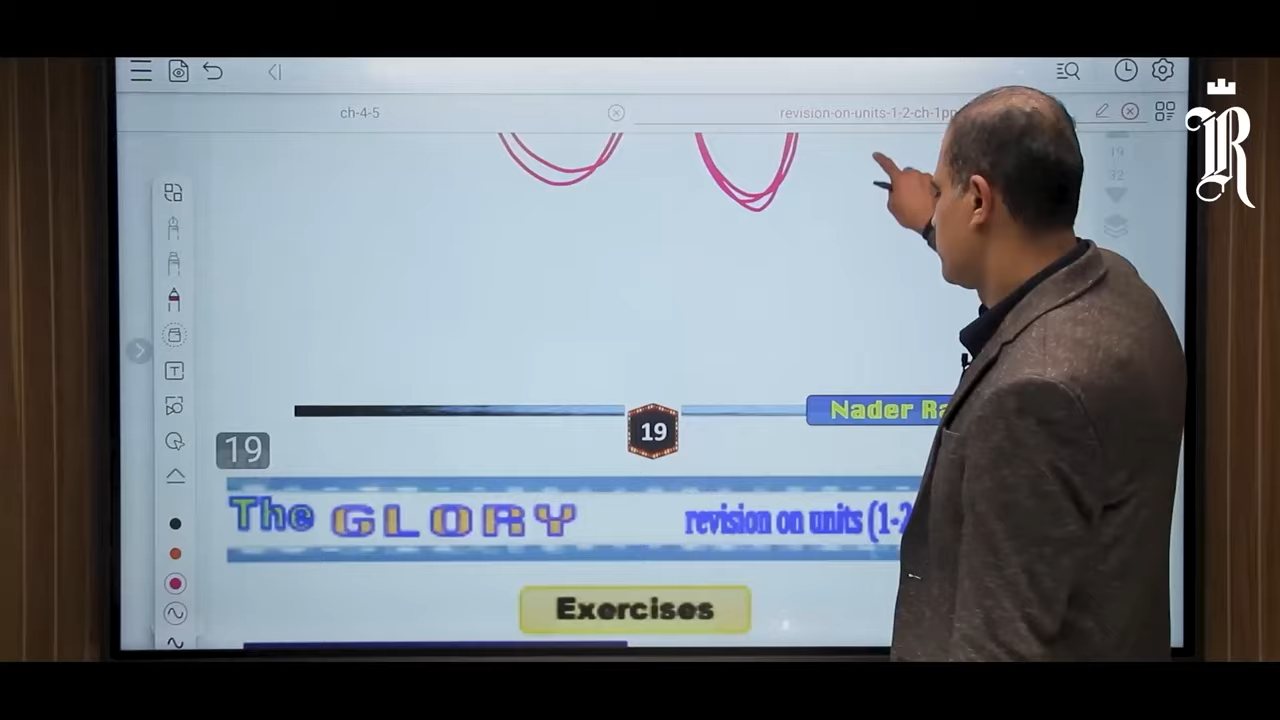 R
ch-4-5
revision-on-units-1-2-ch-1pp
19
32
Nader Ra
19
19
The GLORY
revision on units (1-2
Exercises